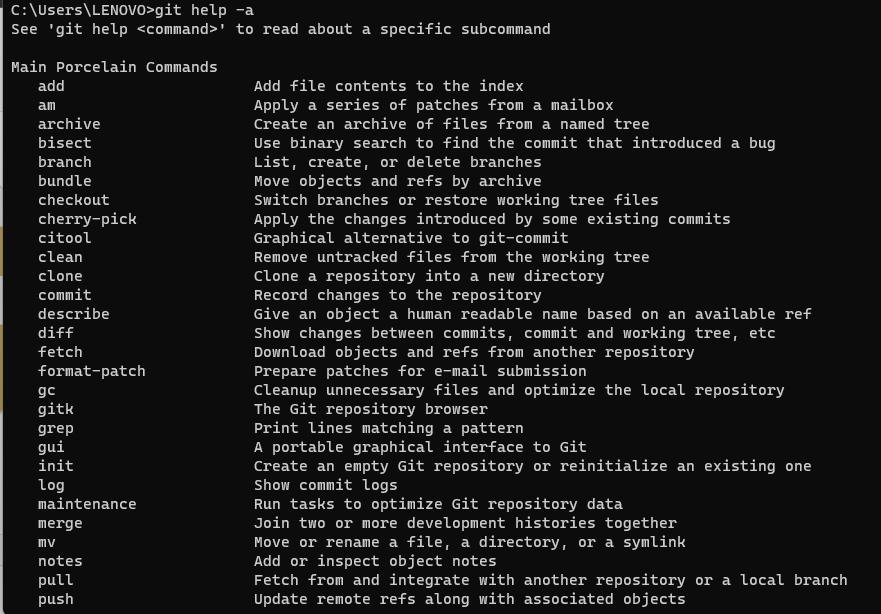 C:\Users\LENOVO>git help -a
See 'git help <command>' to read about a specific subcommand
Main Porcelain Commands
add Add file contents to the index
am Apply a series of patches from a mailbox
archive Create an archive of files from a named tree
bisect Use binary search to find the commit that introduced a bug
branch List, create, or delete branches
bundle Move objects and refs by archive
checkout Switch branches or restore working tree files
cherry-pick Apply the changes introduced by some existing commits
citool Graphical alternative to git-commit
clean Remove untracked files from the working tree
clone Clone a repository into a new directory
commit Record changes to the repository
describe Give an object a human readable name based on an available ref
diff Show changes between commits, commit and working tree, etc
fetch Download objects and refs from another repository
format-patch Prepare patches for e-mail submission
gc Cleanup unnecessary files and optimize the local repository
gitk The Git repository browser
grep Print lines matching a pattern
gui A portable graphical interface to Git
init Create an empty Git repository or reinitialize an existing one
log Show commit logs
maintenance Run tasks to optimize Git repository data
merge Join two or more development histories together
mv Move or rename a file, a directory, or a symlink
notes Add or inspect object notes
pull Fetch from and integrate with another repository or a local branch
push Update remote refs along with associated objects